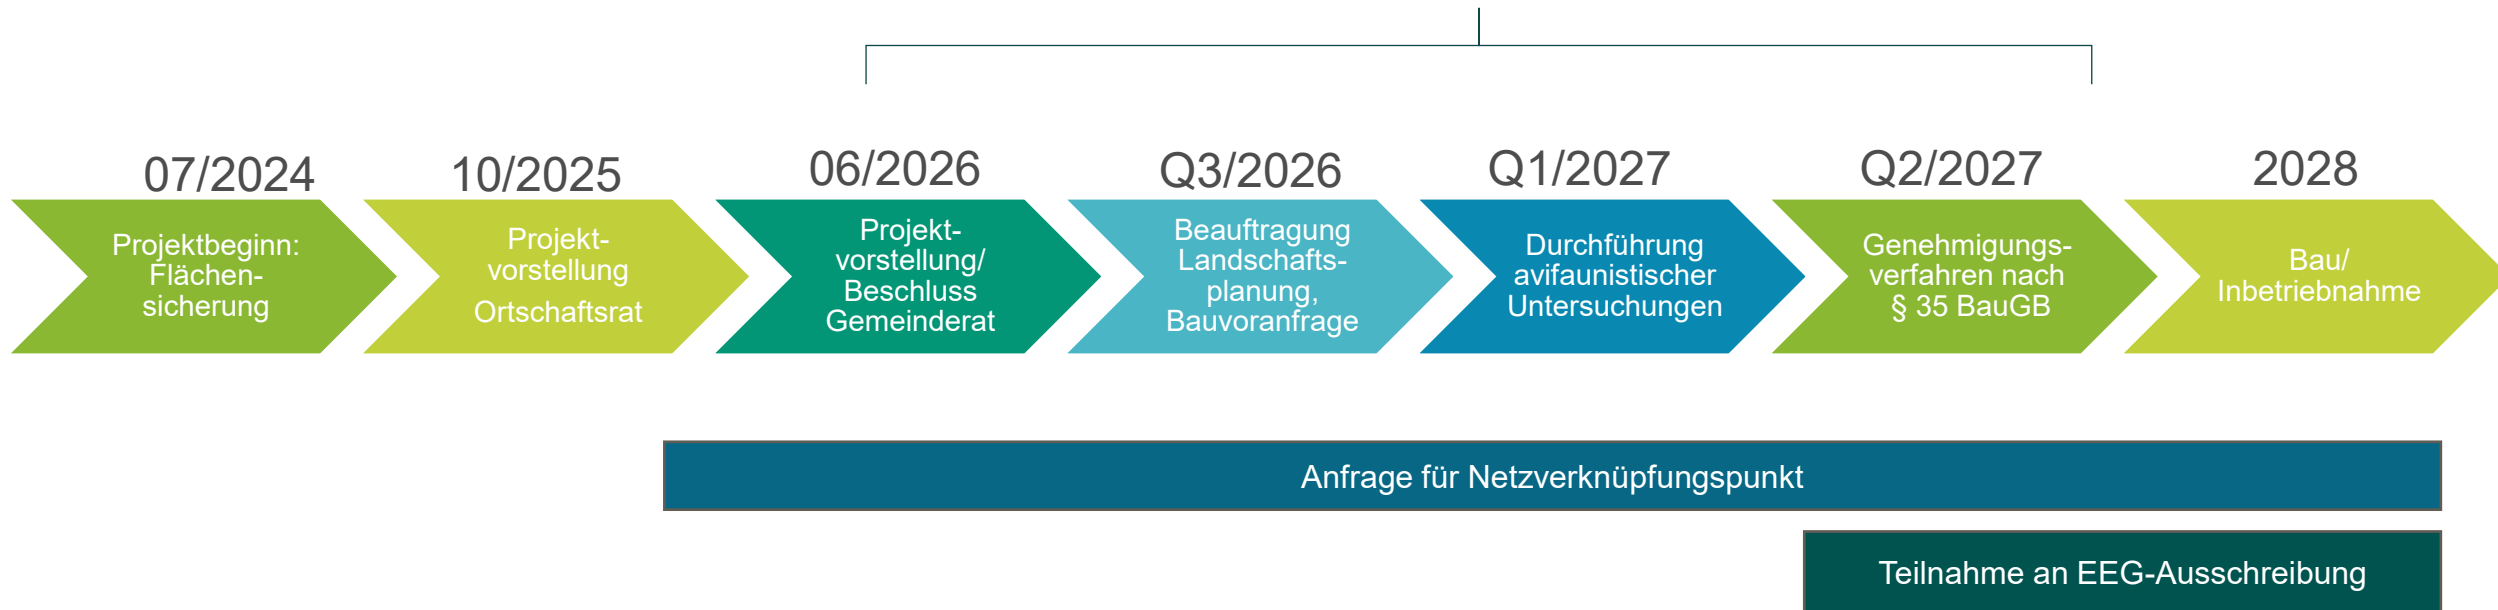 07/2024
10/2025
06/2026
Q3/2026
Q1/2027
Q2/2027
2028
Projektbeginn:
Flächen-
sicherung
Projekt-
vorstellung
Ortschaftsrat
Projekt-
vorstellung/
Beschluss
Gemeinderat
Beauftragung
Landschafts-
planung,
Bauvoranfrage
Durchführung
avifaunistischer
Untersuchungen
Genehmigungs-
verfahren nach
§ 35 BauGB
Bau/
Inbetriebnahme
Anfrage für Netzverknüpfungspunkt
Teilnahme an EEG-Ausschreibung